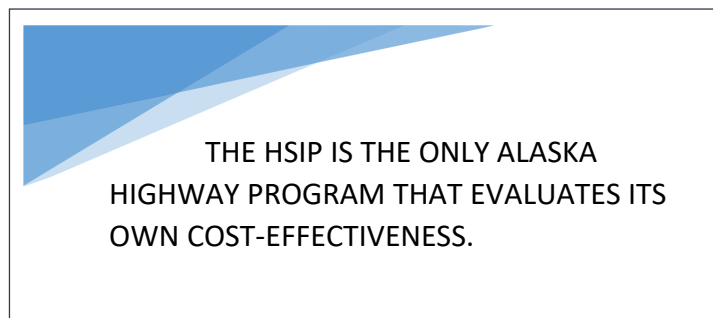 THE HSIP IS THE ONLY ALASKA
HIGHWAY PROGRAM THAT EVALUATES ITS
OWN COST-EFFECTIVENESS.